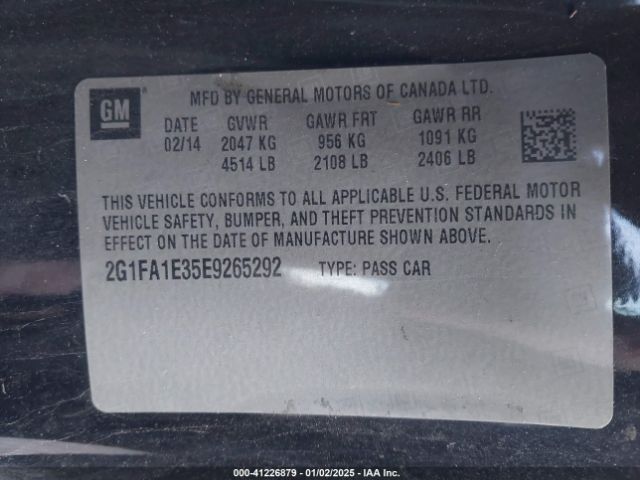 GM
MFD BY GENERAL MOTORS OF CANADA LTD.
DATE GVWR GAWR FRT GAWR RR
02/14 2047 KG 956 KG 1091 KG
4514 LB 2108 LB 2406 LB
THIS VEHICLE CONFORMS TO ALL APPLICABLE U.S. FEDERAL MOTOR
VEHICLE SAFETY, BUMPER, AND THEFT PREVENTION STANDARDS IN
EFFECT ON THE DATE OF MANUFACTURE SHOWN ABOVE.
2G1FA1E35E9265292 TYPE: PASS CAR
000-41226879 - 01/02/2025 - IAA Inc.